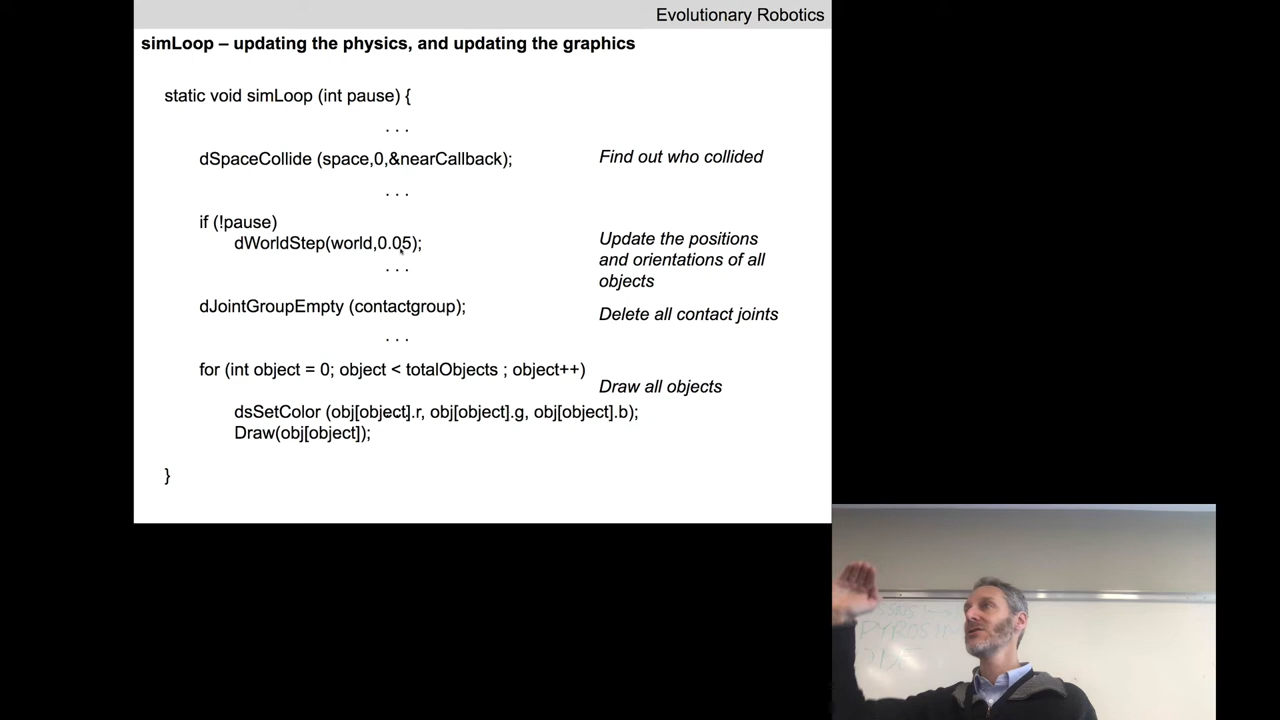 Evolutionary Robotics
simLoop – updating the physics, and updating the graphics
static void simLoop (int pause) {
. . .
dSpaceCollide (space,0,&nearCallback);
Find out who collided
. . .
if (!pause)
dWorldStep(world,0.05);
Update the positions
and orientations of all
objects
. . .
dJointGroupEmpty (contactgroup);
Delete all contact joints
. . .
for (int object = 0; object < totalObjects ; object++)
Draw all objects
dsSetColor (obj[object].r, obj[object].g, obj[object].b);
Draw(obj[object]);
}